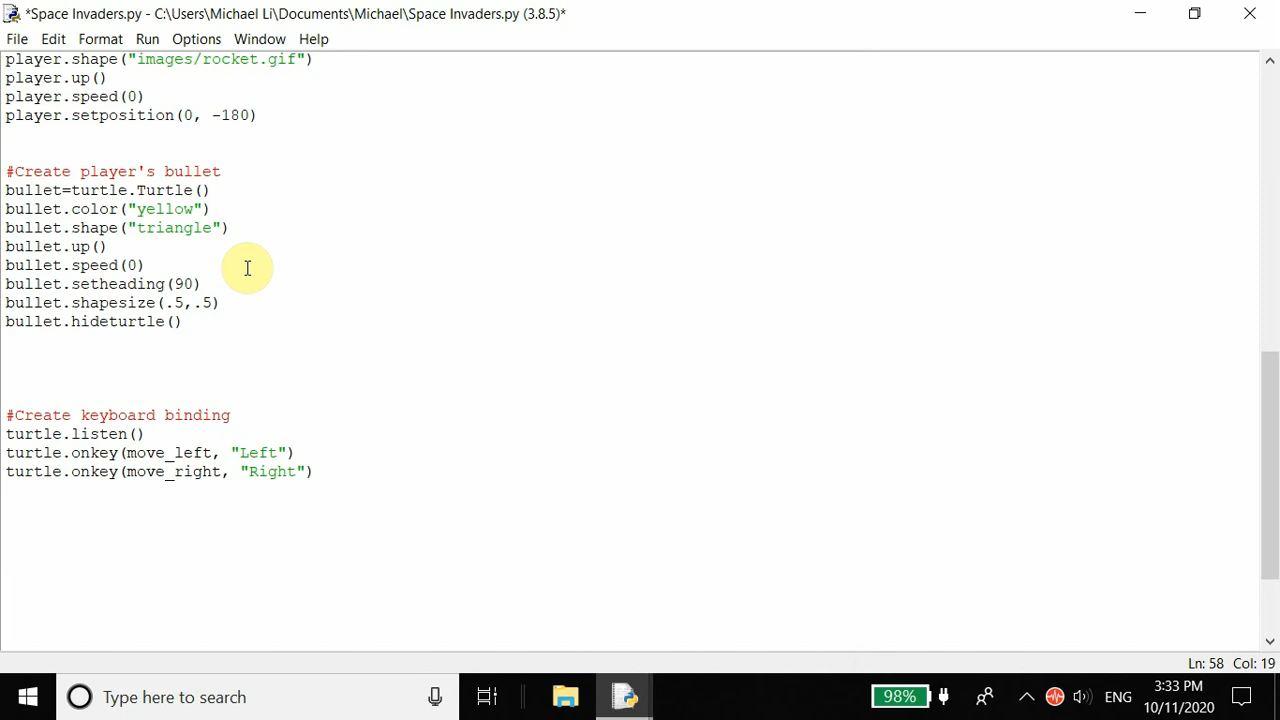 *Space Invaders.py - C:\Users\Michael Li\Documents\Michael\Space Invaders.py (3.8.5)*
File Edit Format Run Options Window Help
player.shape("images/rocket.gif")
player.up()
player.speed(0)
player.setposition(0, -180)
#Create player's bullet
bullet=turtle.Turtle()
bullet.color("yellow")
bullet.shape("triangle")
bullet.up()
bullet.speed(0)
bullet.setheading(90)
bullet.shapesize(.5,.5)
bullet.hideturtle()
#Create keyboard binding
turtle.listen()
turtle.onkey(move_left, "Left")
turtle.onkey(move_right, "Right")
Ln: 58 Col: 19
Type here to search
98%
ENG
3:33 PM
10/11/2020